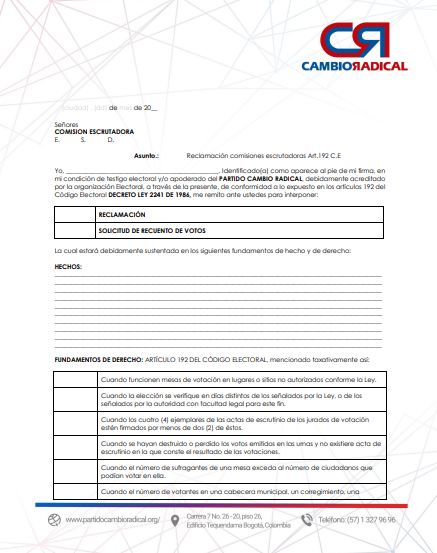 CR
CAMBIO RADICAL
(ciudad), (día) de mes de 20__
Señores
COMISION ESCRUTADORA
E. S. D.
Asunto.: Reclamación comisiones escrutadoras Art.192 C.E
Yo, ______________________________________, Identificado(a) como aparece al pie de mi firma, en
mi condición de testigo electoral y/o apoderado del PARTIDO CAMBIO RADICAL, debidamente acreditado
por la organización Electoral, a través de la presente, de conformidad a lo expuesto en los artículos 192 del
Código Electoral DECRETO LEY 2241 DE 1986, me remito ante ustedes para interponer:
RECLAMACIÓN
SOLICITUD DE RECUENTO DE VOTOS
La cual estará debidamente sustentada en los siguientes fundamentos de hecho y de derecho:
HECHOS:
FUNDAMENTOS DE DERECHO: ARTÍCULO 192 DEL CÓDIGO ELECTORAL, mencionado taxativamente así:
Cuando funcionen mesas de votación en lugares o sitios no autorizados conforme la Ley.
Cuando la elección se verifique en días distintos de los señalados por la Ley, o de los
señalados por la autoridad con facultad legal para este fin.
Cuando los cuatro (4) ejemplares de las actas de escrutinio de los jurados de votación
estén firmados por menos de dos (2) de éstos.
Cuando se hayan destruido o perdido los votos emitidos en las urnas y no existiere acta de
escrutinio en la que conste el resultado de las votaciones.
Cuando el número de sufragantes de una mesa exceda al número de ciudadanos que
podían votar en ella.
Cuando el número de votantes en una cabecera municipal, un corregimiento, una
www.partidocambioradical.org/
Carrera 7 No. 26 - 20, piso 26,
Edificio Tequendama Bogotá, Colombia
Teléfono: (57) 1 327 96 96